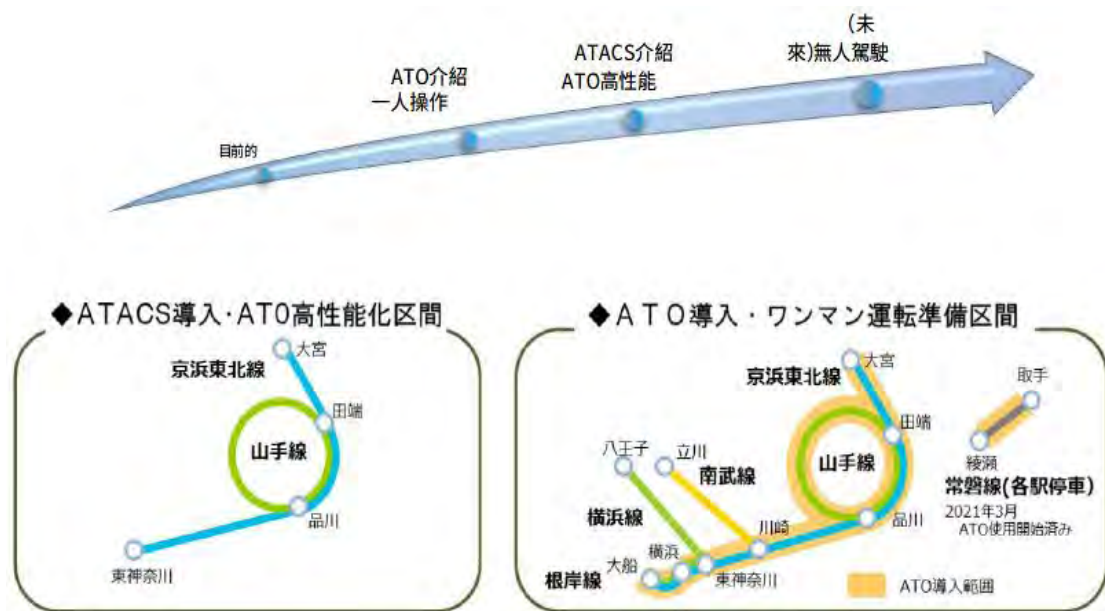 (未
來)無人駕駛
ATACS介紹
ATO高性能
ATO介紹
一人操作
目前的
◆ATACS導入･AT0高性能化区間
大宮
京浜東北線
田端
山手線
品川
東神奈川
◆ＡＴＯ導入・ワンマン運転準備区間
大宮
京浜東北線
取手
田端
八王子
立川
山手線
南武線
綾瀬
常磐線(各駅停車)
2021年3月
ATO使用開始済み
横浜線
品川
川崎
横浜
大船
東神奈川
根岸線
ATO導入範囲